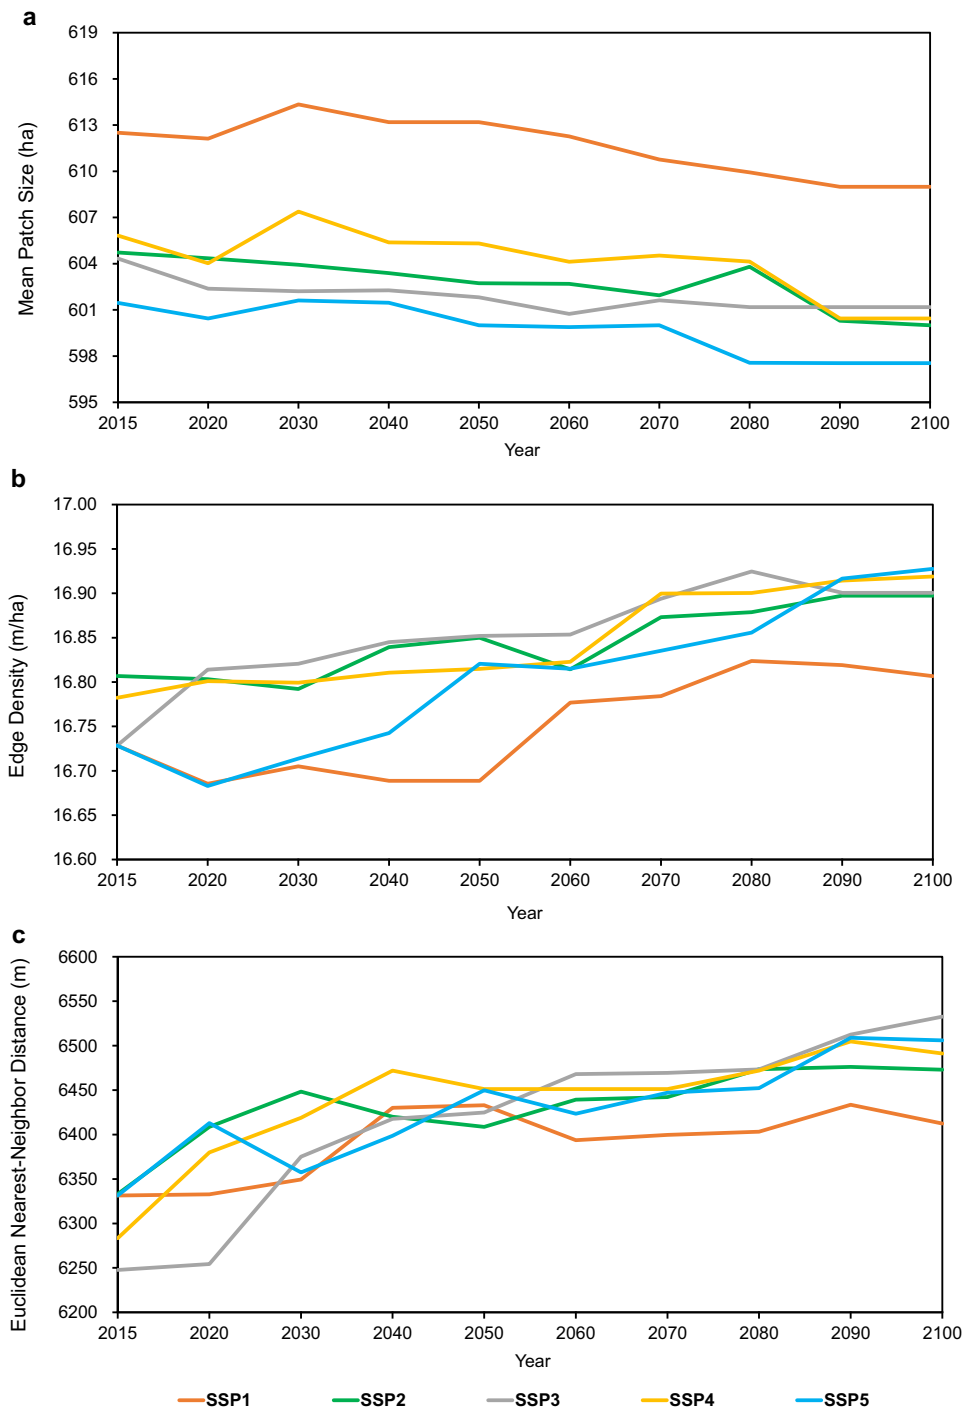 a
Mean Patch Size (ha)
619
616
613
610
607
604
601
598
595
2015 2020 2030 2040 2050 2060 2070 2080 2090 2100
Year
b
Edge Density (m/ha)
17.00
16.95
16.90
16.85
16.80
16.75
16.70
16.65
16.60
2015 2020 2030 2040 2050 2060 2070 2080 2090 2100
Year
c
Euclidean Nearest-Neighbor Distance (m)
6600
6550
6500
6450
6400
6350
6300
6250
6200
2015 2020 2030 2040 2050 2060 2070 2080 2090 2100
Year
SSP1 SSP2 SSP3 SSP4 SSP5